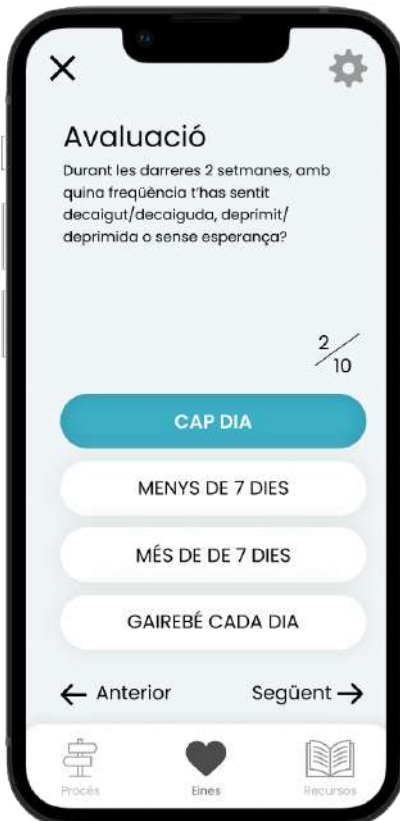 Avaluació
Durant les darreres 2 setmanes, amb
quina freqüència t'has sentit
decaigut/decaiguda, deprimit/
deprimida o sense esperança?
2/10
CAP DIA
MENYS DE 7 DIES
MÉS DE DE 7 DIES
GAIREBÉ CADA DIA
← Anterior Següent →
Procés Eines Recursos